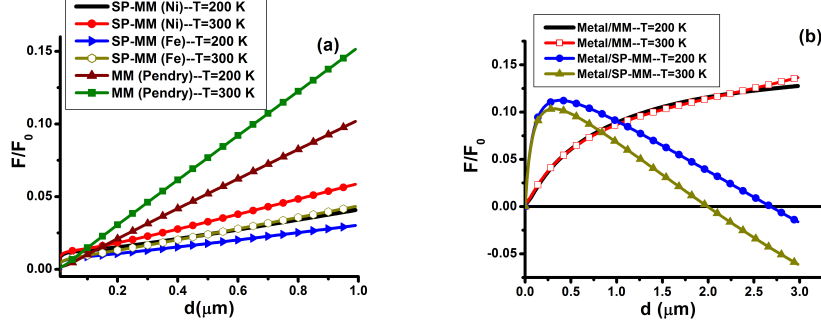 SP-MM (Ni)--T=200 K
SP-MM (Ni)--T=300 K
SP-MM (Fe)--T=200 K
SP-MM (Fe)--T=300 K
MM (Pendry)--T=200 K
MM (Pendry)--T=300 K
(a)
0.15
0.10
0.05
0.00
F/F0
0.2 0.4 0.6 0.8 1.0
d(μm)
Metal/MM--T=200 K
Metal/MM--T=300 K
Metal/SP-MM--T=200 K
Metal/SP-MM--T=300 K
(b)
0.15
0.10
0.05
0.00
-0.05
F/F0
0.0 0.5 1.0 1.5 2.0 2.5 3.0
d (μm)